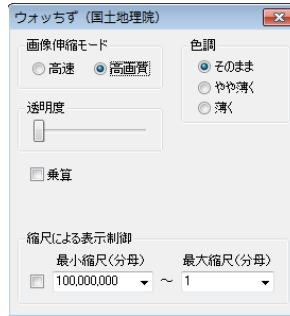 ウォッちず（国土地理院）
画像伸縮モード
高速 高画質
色調
そのまま
やや薄く
薄く
透明度
乗算
縮尺による表示制御
最小縮尺(分母) 最大縮尺(分母)
100,000,000 ～ 1